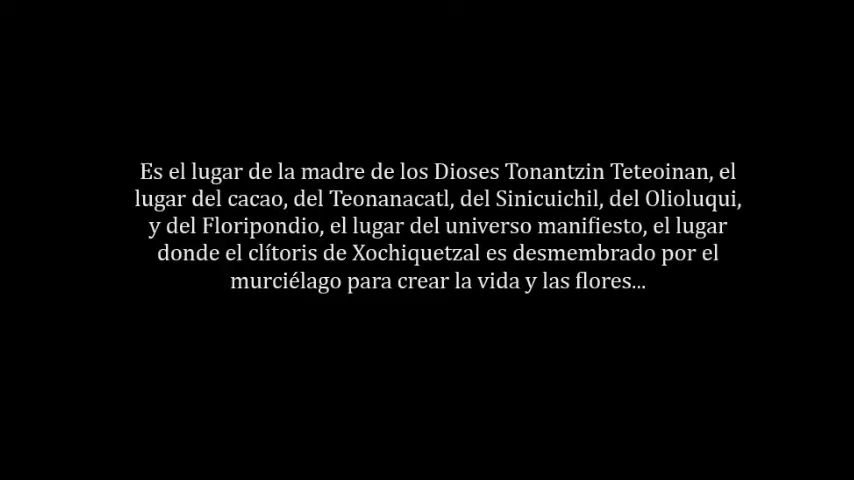 Es el lugar de la madre de los Dioses Tonantzin Teteoinan, el
lugar del cacao, del Teonanacatl, del Sinicuichil, del Olioluqui,
y del Floripondio, el lugar del universo manifiesto, el lugar
donde el clítoris de Xochiquetzal es desmembrado por el
murciélago para crear la vida y las flores...